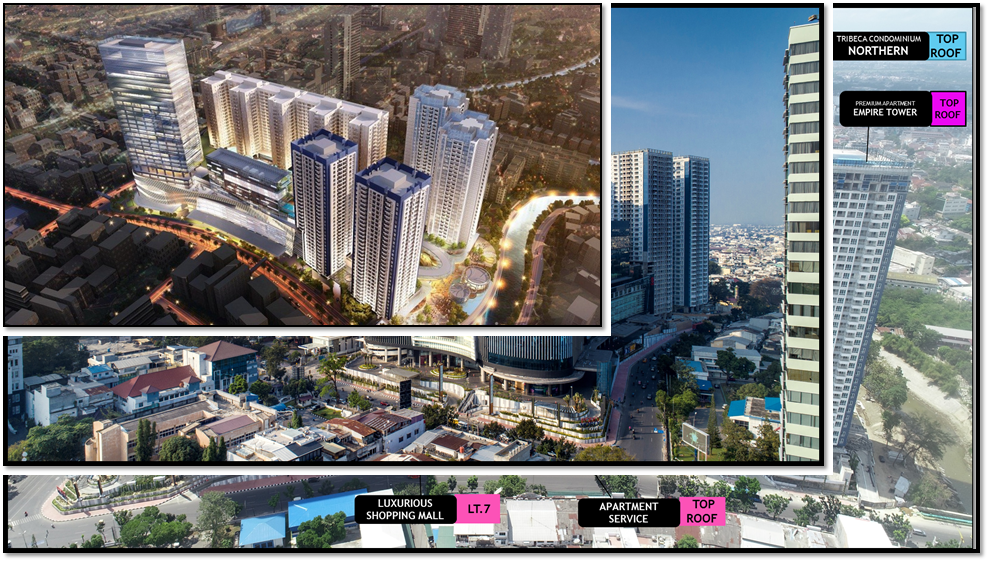 TRIBECA CONDOMINIUM
NORTHERN
TOP
ROOF
PREMIUM APARTMENT
EMPIRE TOWER
TOP
ROOF
LUXURIOUS
SHOPPING MALL
LT.7
APARTMENT
SERVICE
TOP
ROOF